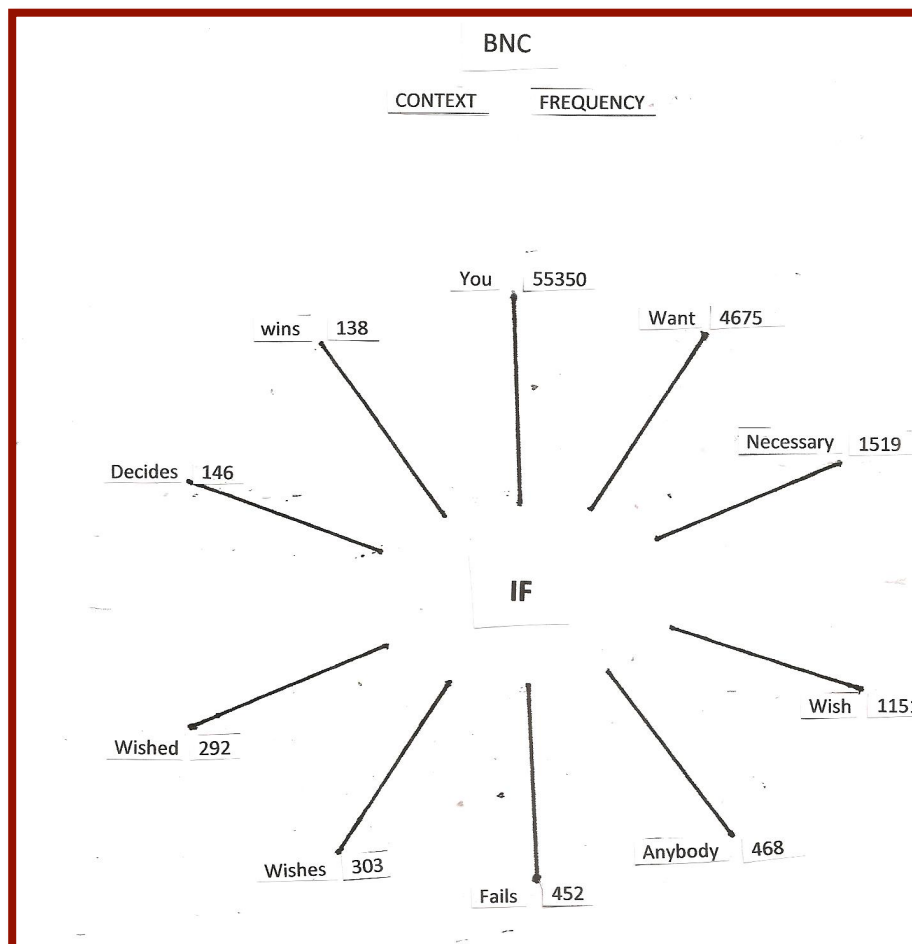 BNC
CONTEXT FREQUENCY
You 55350
wins 138
Want 4675
Necessary 1519
Decides 146
IF
Wish 1151
Wished 292
Anybody 468
Wishes 303
Fails 452